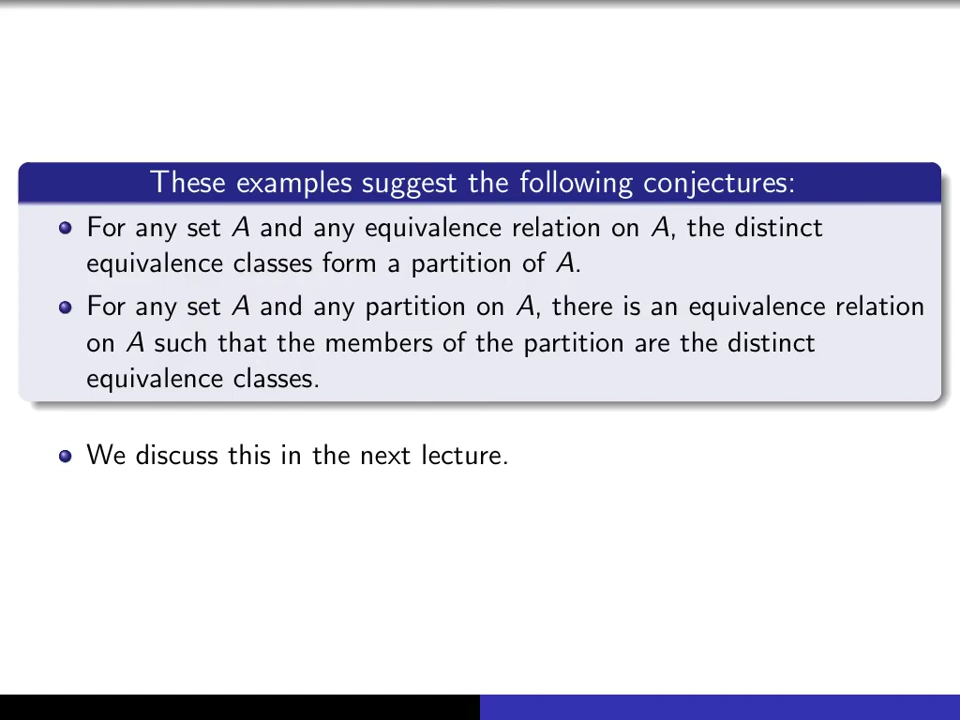 These examples suggest the following conjectures:
For any set A and any equivalence relation on A, the distinct
equivalence classes form a partition of A.
For any set A and any partition on A, there is an equivalence relation
on A such that the members of the partition are the distinct
equivalence classes.
We discuss this in the next lecture.